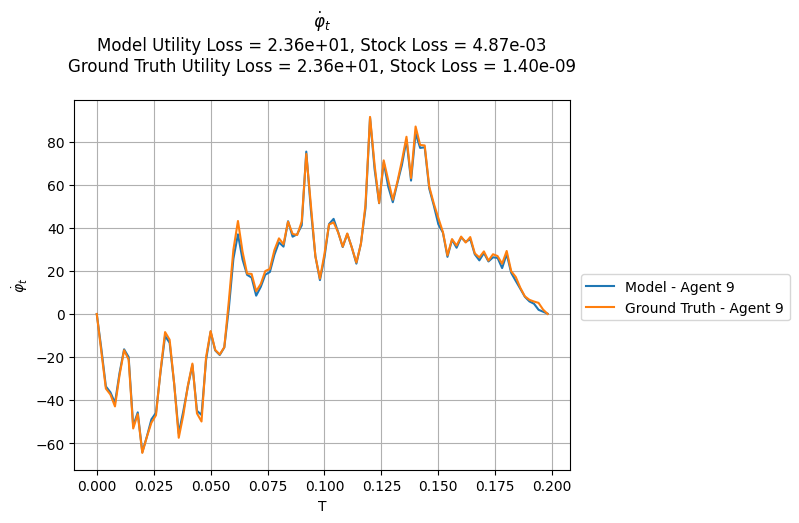 φ̇ₜ
Model Utility Loss = 2.36e+01, Stock Loss = 4.87e-03
Ground Truth Utility Loss = 2.36e+01, Stock Loss = 1.40e-09
80
60
40
20
0
−20
−40
−60
φ̇ₜ
0.000 0.025 0.050 0.075 0.100 0.125 0.150 0.175 0.200
T
Model - Agent 9
Ground Truth - Agent 9